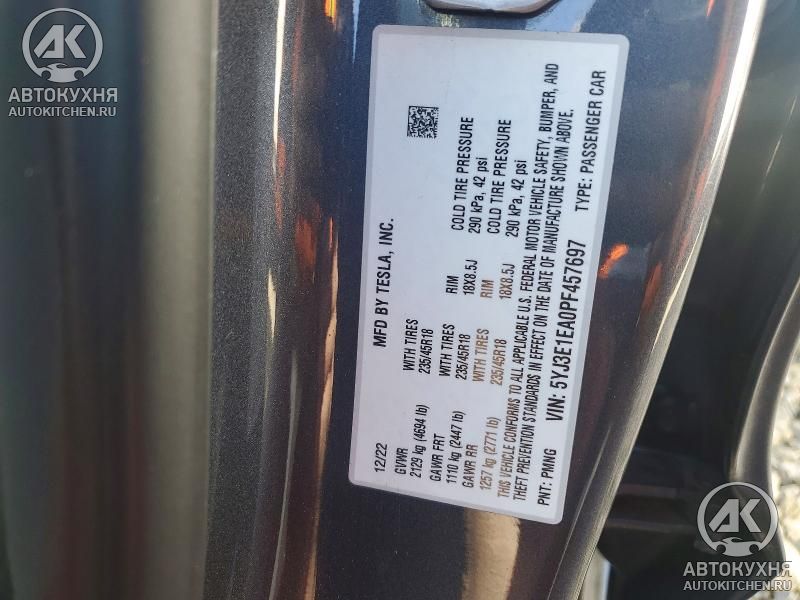 АК
АВТОКУХНЯ
AUTOKITCHEN.RU
MFD BY TESLA, INC.
12/22
GVWR
2129 kg (4694 lb)
WITH TIRES
235/45R18
RIM
18X8.5J
COLD TIRE PRESSURE
290 kPa, 42 psi
GAWR FRT
1110 kg (2447 lb)
WITH TIRES
235/45R18
RIM
18X8.5J
COLD TIRE PRESSURE
290 kPa, 42 psi
GAWR RR
1257 kg (2771 lb)
WITH TIRES
235/45R18
THIS VEHICLE CONFORMS TO ALL APPLICABLE U.S. FEDERAL MOTOR VEHICLE SAFETY, BUMPER, AND
THEFT PREVENTION STANDARDS IN EFFECT ON THE DATE OF MANUFACTURE SHOWN ABOVE.
PNT: PMNG VIN: 5YJ3E1EA0PF457697 TYPE: PASSENGER CAR
АК
АВТОКУХНЯ
AUTOKITCHEN.RU